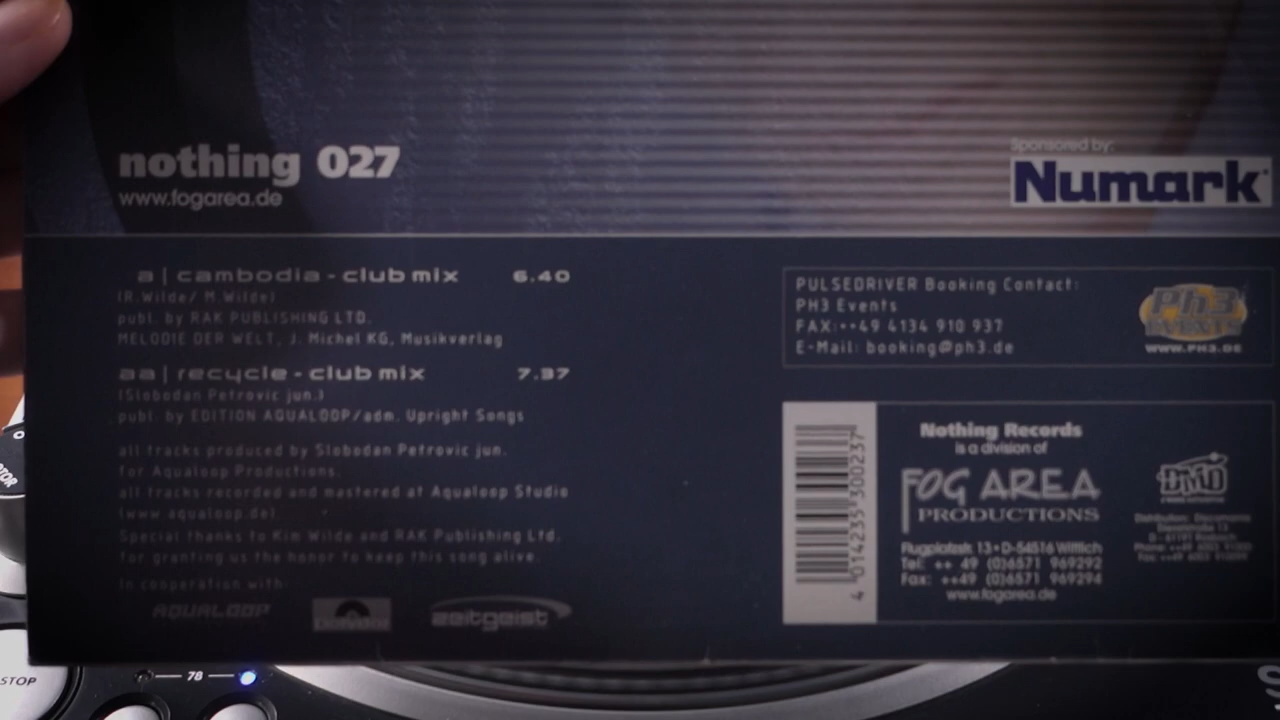 nothing 027
www.fogarea.de
Sponsored by:
Numark
a | cambodia - club mix 6.40
(R.Wilde/ M.Wilde)
publ. by RAK PUBLISHING LTD.
MELODIE DER WELT, J. Michel KG, Musikverlag
aa | recycle - club mix 7.37
(Slobodan Petrovic jun.)
publ. by EDITION AQUALOOP/adm. Upright Songs
all tracks produced by Slobodan Petrovic jun.
for Aqualoop Productions.
all tracks recorded and mastered at Aqualoop Studio
(www.aqualoop.de)
Special thanks to Kim Wilde and RAK Publishing Ltd.
for granting us the honor to keep this song alive.
In cooperation with:
AQUALOOP
zeitgeist
PULSEDRIVER Booking Contact:
PH3 Events
FAX:++49 4134 910 937
E-Mail: booking@ph3.de
Ph3
EVENTS
WWW.PH3.DE
4 014235 300237
Nothing Records
is a division of
FOG AREA
PRODUCTIONS
Flugplatzstr. 13 • D-54516 Wittlich
Tel: ++ 49 (0)6571 969292
Fax: ++49 (0)6571 969294
www.fogarea.de
DMD
STOP
78